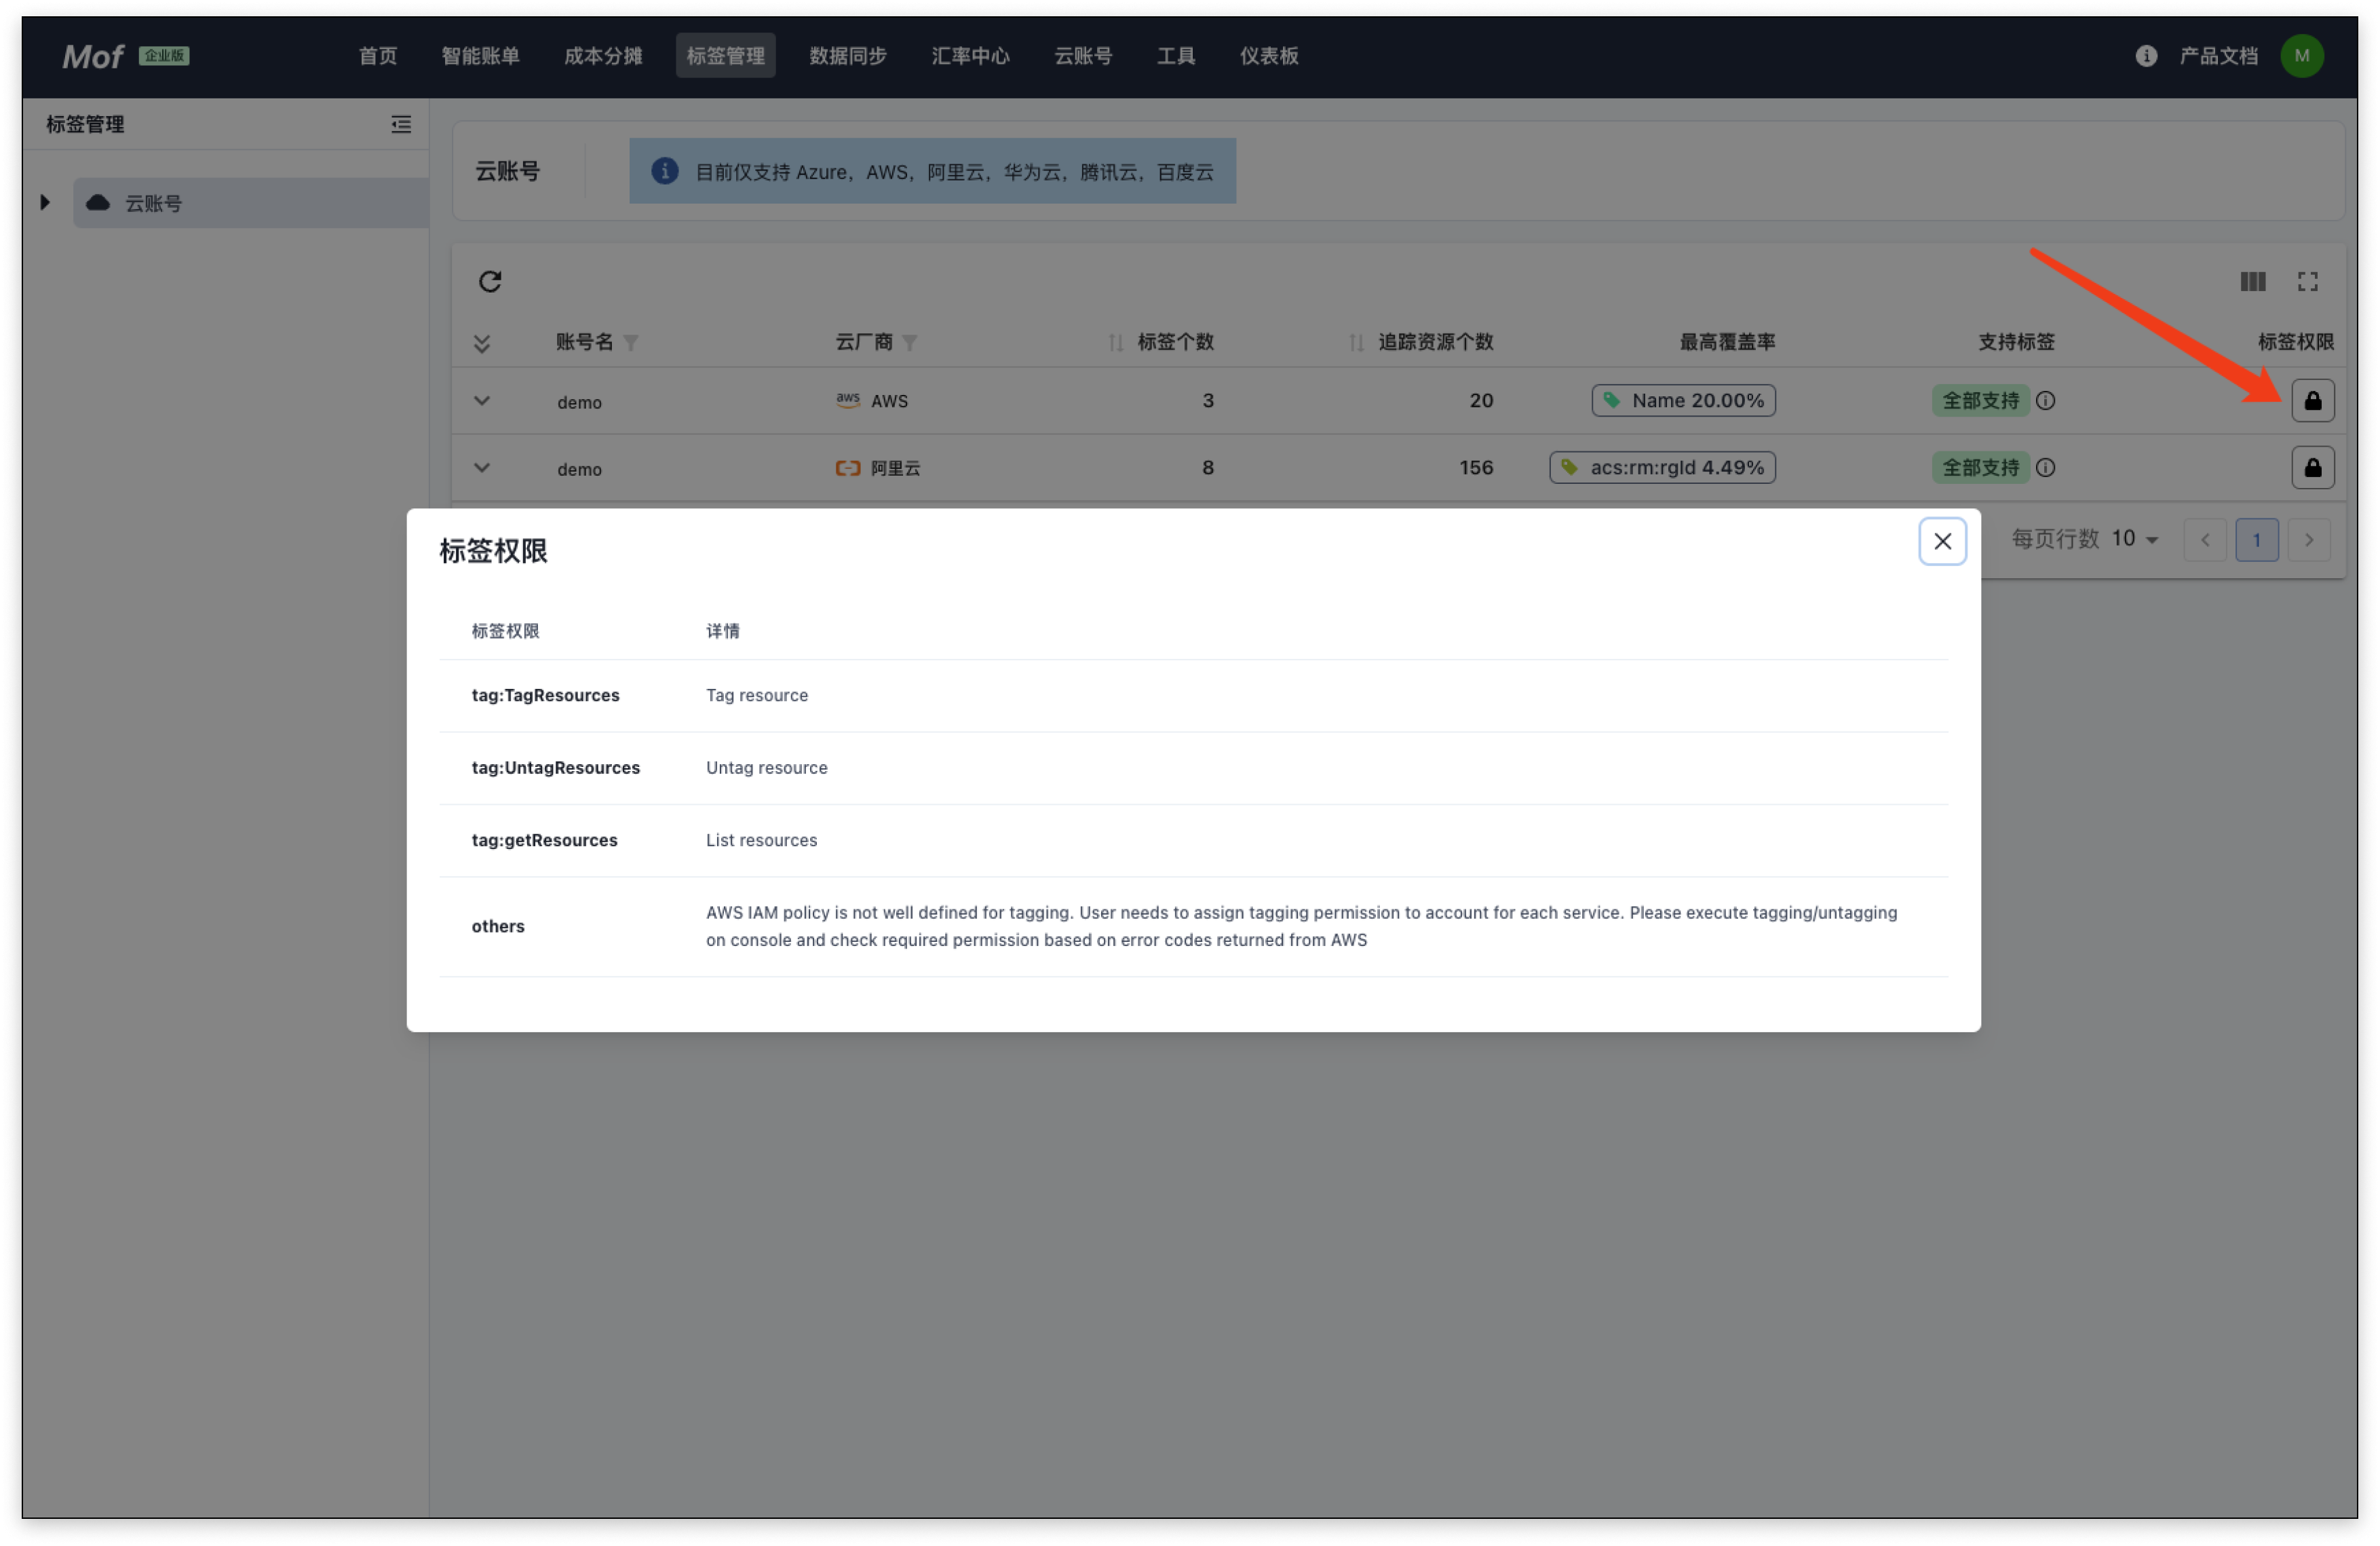 Mof 企业版 首页 智能账单 成本分摊 标签管理 数据同步 汇率中心 云账号 工具 仪表板 产品文档 M
标签管理
云账号
云账号 目前仅支持 Azure，AWS，阿里云，华为云，腾讯云，百度云
账号名 云厂商 标签个数 追踪资源个数 最高覆盖率 支持标签 标签权限
demo aws AWS 3 20 Name 20.00% 全部支持
demo 阿里云 8 156 acs:rm:rgId 4.49% 全部支持
每页行数 10 1
标签权限
标签权限 详情
tag:TagResources Tag resource
tag:UntagResources Untag resource
tag:getResources List resources
others AWS IAM policy is not well defined for tagging. User needs to assign tagging permission to account for each service. Please execute tagging/untagging
on console and check required permission based on error codes returned from AWS